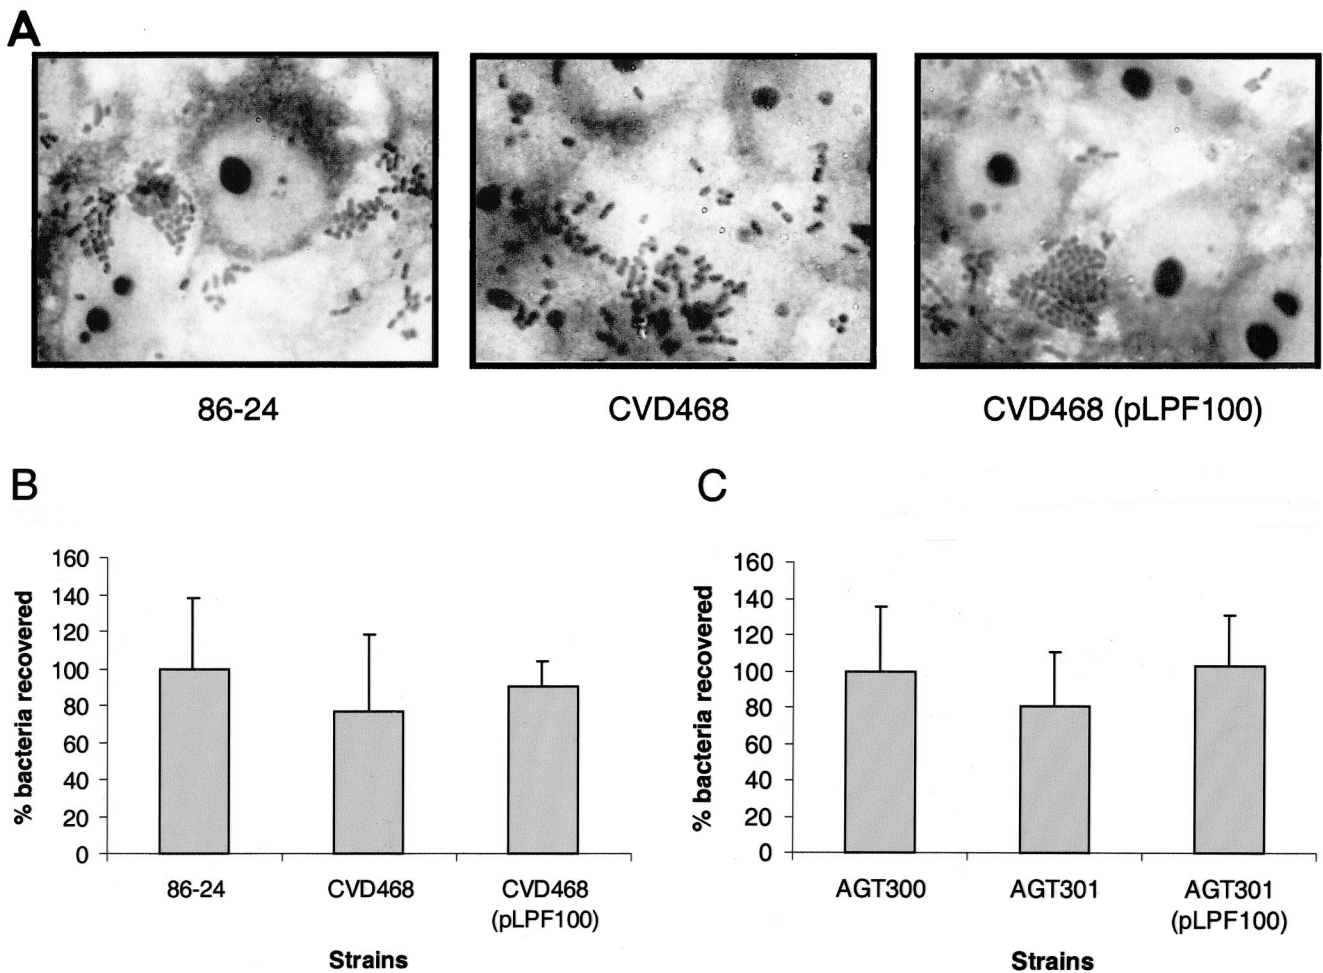 A
86-24
CVD468
CVD468 (pLPF100)
B
C
% bacteria recovered
160
140
120
100
80
60
40
20
0
86-24
CVD468
CVD468
(pLPF100)
Strains
% bacteria recovered
160
140
120
100
80
60
40
20
0
AGT300
AGT301
AGT301
(pLPF100)
Strains